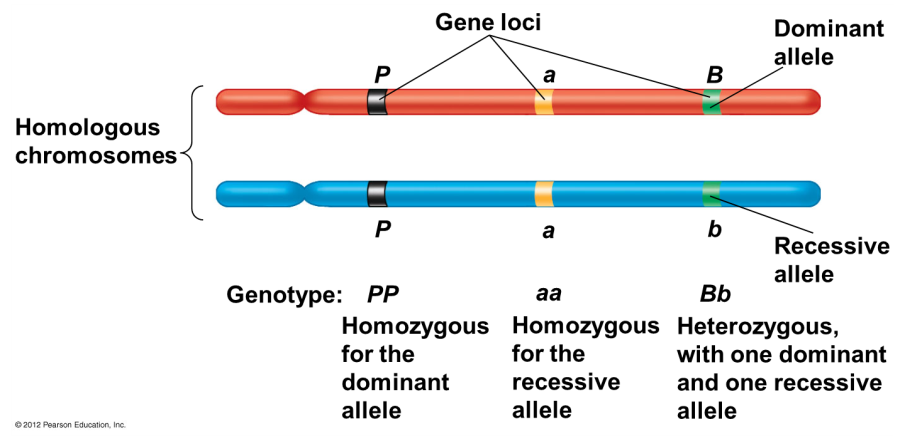 Gene loci
Dominant
allele
P
a
B
Homologous
chromosomes
P
a
b
Recessive
allele
Genotype:
PP
aa
Bb
Homozygous
for the
dominant
allele
Homozygous
for the
recessive
allele
Heterozygous,
with one dominant
and one recessive
allele
© 2012 Pearson Education, Inc.